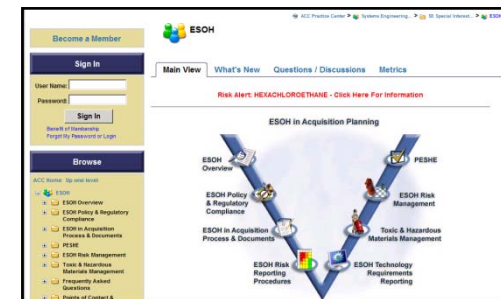 ACC Practice Center > Systems Engineering... > SE Special Interest... > ESOH
Become a Member
ESOH
Sign In
User Name:
Password:
Sign In
Benefit of Membership
Forgot My Password or Login
Browse
ACC Home Up one level
ESOH
ESOH Overview
ESOH Policy & Regulatory
Compliance
ESOH in Acquisition
Process & Documents
PESHE
ESOH Risk Management
Toxic & Hazardous
Materials Management
Frequently Asked
Questions
Points of Contact &
Main View What's New Questions / Discussions Metrics
Risk Alert: HEXACHLOROETHANE - Click Here For Information
ESOH in Acquisition Planning
ESOH
Overview
PESHE
ESOH Policy
& Regulatory
Compliance
ESOH Risk
Management
ESOH in Acquisition
Process & Documents
Toxic & Hazardous
Materials Management
ESOH Risk
Reporting
Procedures
ESOH Technology
Requirements
Reporting